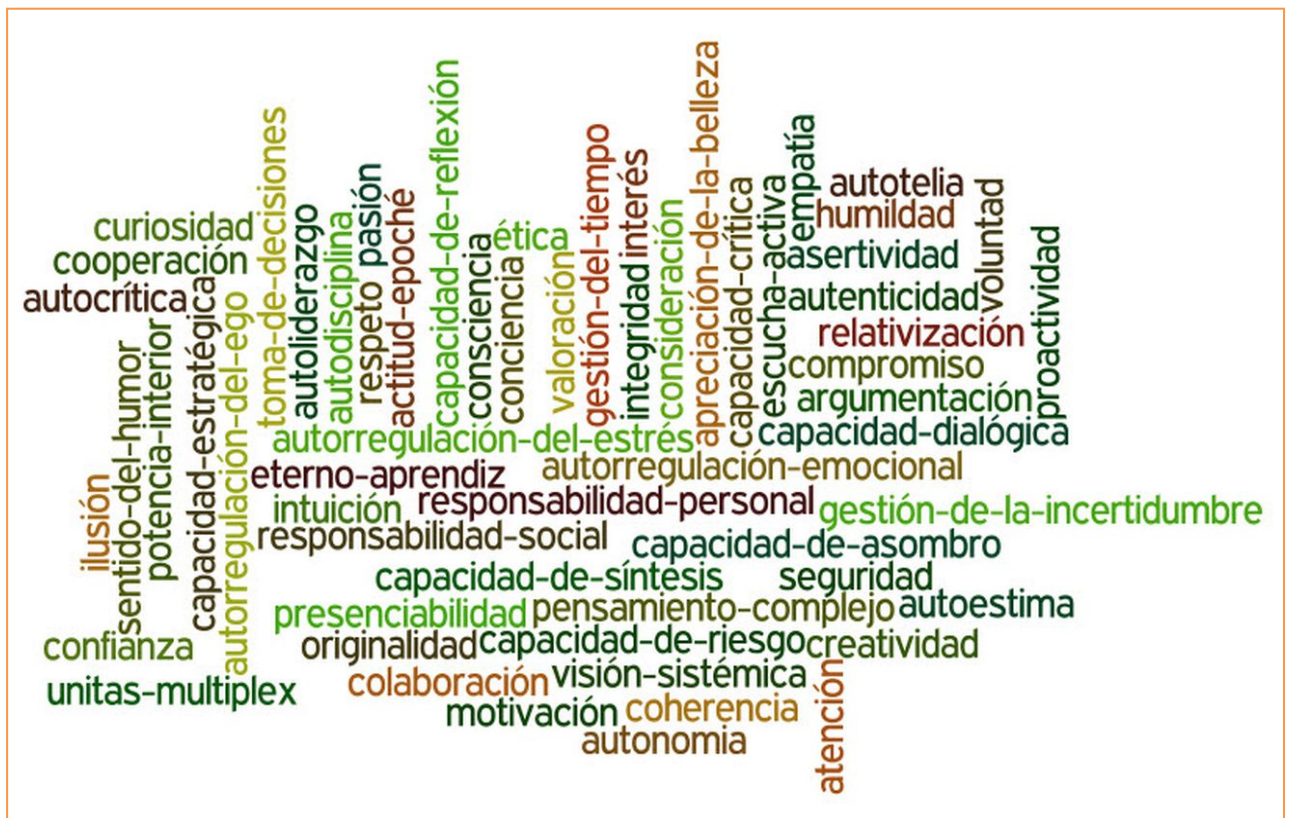 curiosidad
cooperación
autocrítica
ilusión
sentido-del-humor
potencia-interior
capacidad-estratégica
autorregulación-del-ego
toma-de-decisiones
autoliderazgo
autodisciplina
pasión
respeto
actitud-epoché
capacidad-de-reflexión
consciencia
conciencia
ética
valoración
gestión-del-tiempo
interés
integridad
consideración
apreciación-de-la-belleza
capacidad-crítica
escucha-activa
empatía
autotelia
humildad
voluntad
asertividad
autenticidad
proactividad
relativización
compromiso
argumentación
capacidad-dialógica
autorregulación-del-estrés
autorregulación-emocional
eterno-aprendiz
responsabilidad-personal
intuición
gestión-de-la-incertidumbre
responsabilidad-social
capacidad-de-asombro
capacidad-de-síntesis
seguridad
presenciabilidad
pensamiento-complejo
autoestima
confianza
originalidad
capacidad-de-riesgo
creatividad
unitas-multiplex
colaboración
visión-sistémica
motivación
coherencia
autonomia
atención